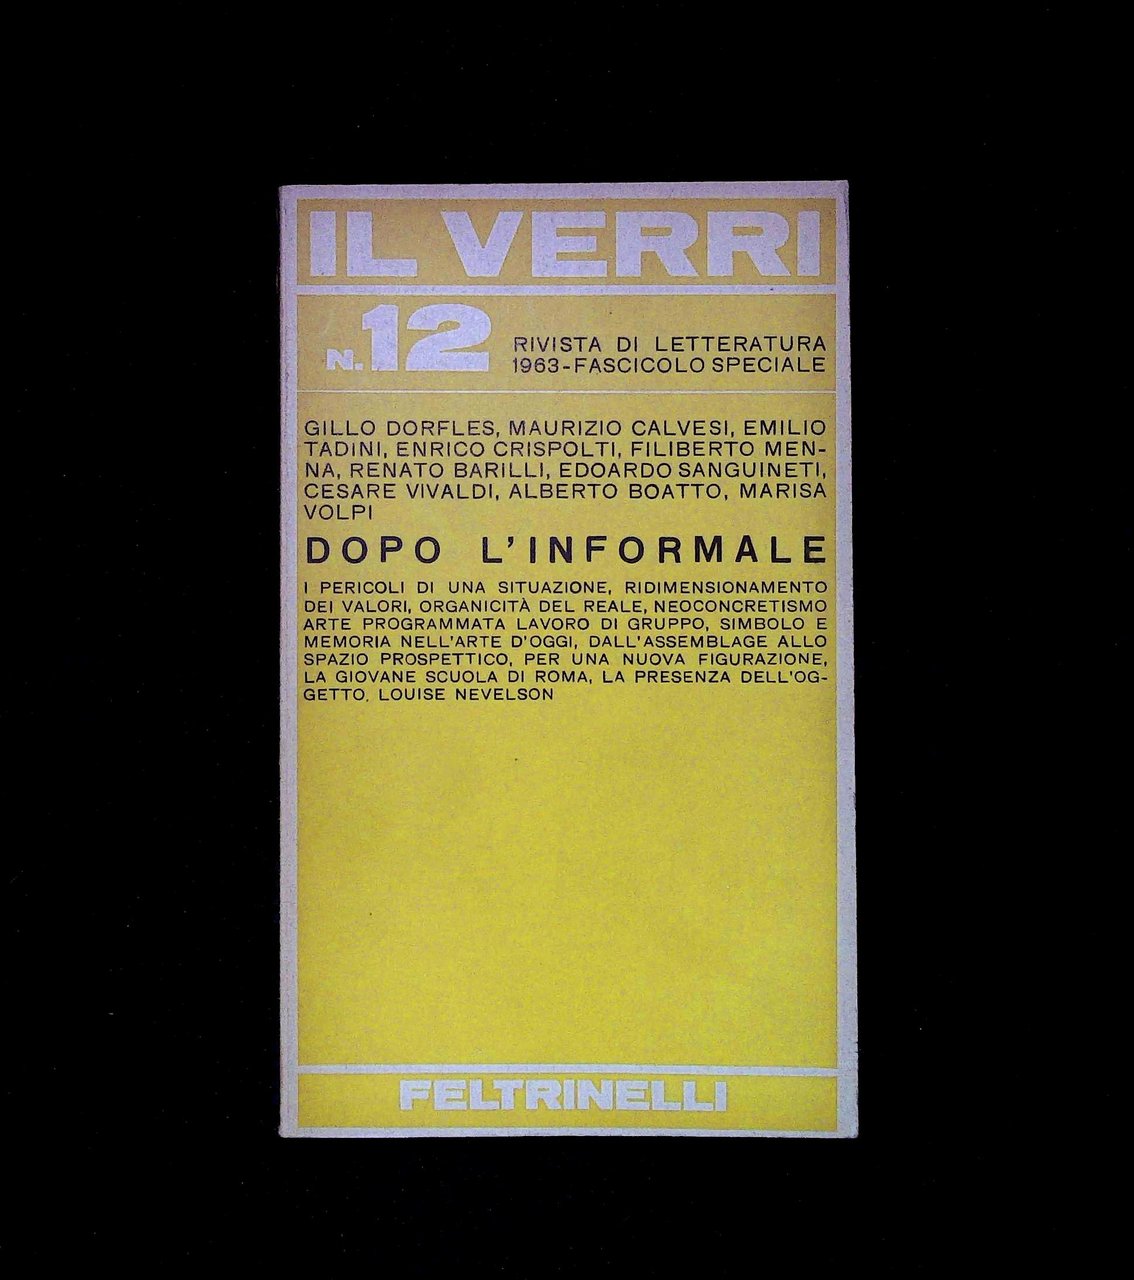 IL VERRI
N.12
RIVISTA DI LETTERATURA
1963-FASCICOLO SPECIALE
GILLO DORFLES, MAURIZIO CALVESI, EMILIO
TADINI, ENRICO CRISPOLTI, FILIBERTO MEN-
NA, RENATO BARILLI, EDOARDO SANGUINETI,
CESARE VIVALDI, ALBERTO BOATTO, MARISA
VOLPI
DOPO L'INFORMALE
I PERICOLI DI UNA SITUAZIONE, RIDIMENSIONAMENTO
DEI VALORI, ORGANICITÀ DEL REALE, NEOCONCRETISMO
ARTE PROGRAMMATA LAVORO DI GRUPPO, SIMBOLO E
MEMORIA NELL'ARTE D'OGGI, DALL'ASSEMBLAGE ALLO
SPAZIO PROSPETTICO, PER UNA NUOVA FIGURAZIONE,
LA GIOVANE SCUOLA DI ROMA, LA PRESENZA DELL'OG-
GETTO, LOUISE NEVELSON
FELTRINELLI